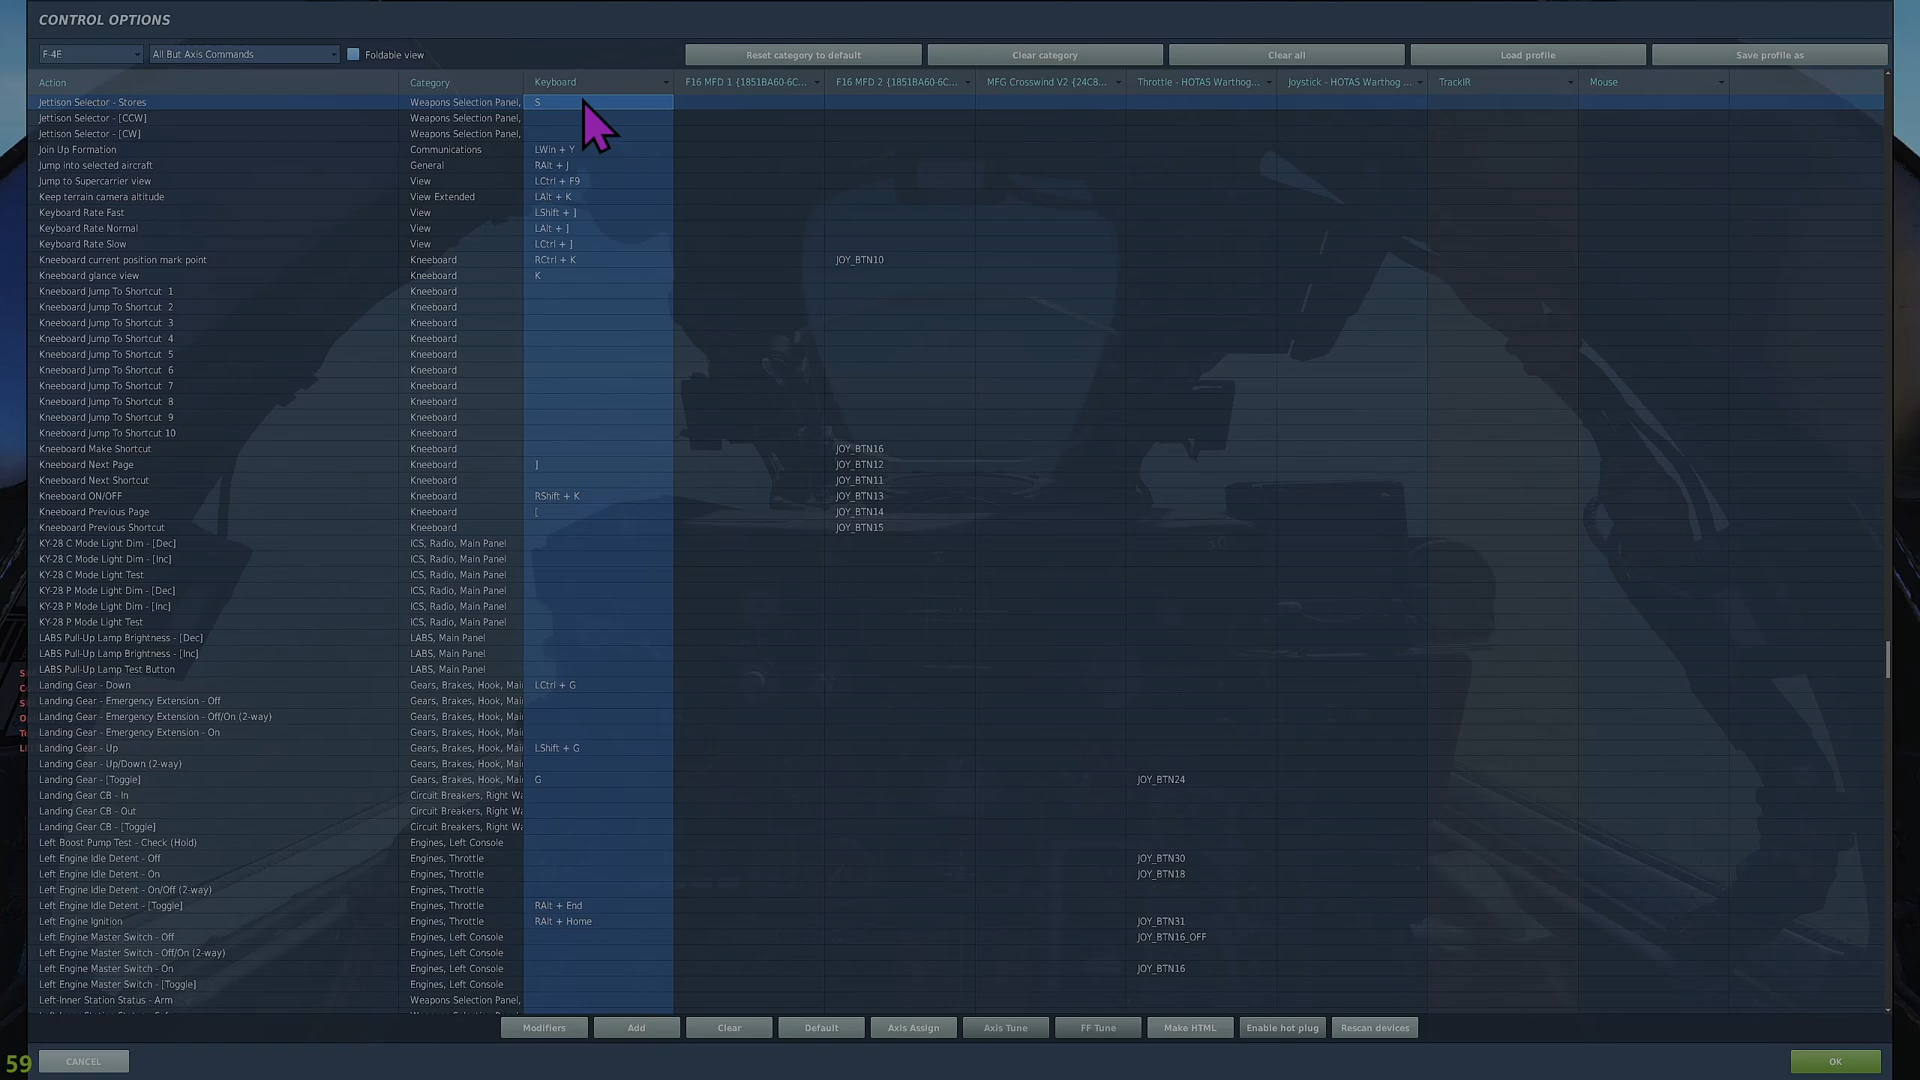 CONTROL OPTIONS
F-4E All But Axis Commands Foldable view Reset category to default Clear category Clear all Load profile Save profile as
Action Category Keyboard F16 MFD 1 {1851BA60-6C... F16 MFD 2 {1851BA60-6C... MFG Crosswind V2 {24C8... Throttle - HOTAS Warthog... Joystick - HOTAS Warthog ... TrackIR Mouse
Jettison Selector - Stores Weapons Selection Panel, S
Jettison Selector - [CCW] Weapons Selection Panel,
Jettison Selector - [CW] Weapons Selection Panel,
Join Up Formation Communications LWin + Y
Jump into selected aircraft General RAlt + J
Jump to Supercarrier view View LCtrl + F9
Keep terrain camera altitude View Extended LAlt + K
Keyboard Rate Fast View LShift + ]
Keyboard Rate Normal View LAlt + ]
Keyboard Rate Slow View LCtrl + ]
Kneeboard current position mark point Kneeboard RCtrl + K JOY_BTN10
Kneeboard glance view Kneeboard K
Kneeboard Jump To Shortcut 1 Kneeboard
Kneeboard Jump To Shortcut 2 Kneeboard
Kneeboard Jump To Shortcut 3 Kneeboard
Kneeboard Jump To Shortcut 4 Kneeboard
Kneeboard Jump To Shortcut 5 Kneeboard
Kneeboard Jump To Shortcut 6 Kneeboard
Kneeboard Jump To Shortcut 7 Kneeboard
Kneeboard Jump To Shortcut 8 Kneeboard
Kneeboard Jump To Shortcut 9 Kneeboard
Kneeboard Jump To Shortcut 10 Kneeboard
Kneeboard Make Shortcut Kneeboard JOY_BTN16
Kneeboard Next Page Kneeboard ] JOY_BTN12
Kneeboard Next Shortcut Kneeboard JOY_BTN11
Kneeboard ON/OFF Kneeboard RShift + K JOY_BTN13
Kneeboard Previous Page Kneeboard [ JOY_BTN14
Kneeboard Previous Shortcut Kneeboard JOY_BTN15
KY-28 C Mode Light Dim - [Dec] ICS, Radio, Main Panel
KY-28 C Mode Light Dim - [Inc] ICS, Radio, Main Panel
KY-28 C Mode Light Test ICS, Radio, Main Panel
KY-28 P Mode Light Dim - [Dec] ICS, Radio, Main Panel
KY-28 P Mode Light Dim - [Inc] ICS, Radio, Main Panel
KY-28 P Mode Light Test ICS, Radio, Main Panel
LABS Pull-Up Lamp Brightness - [Dec] LABS, Main Panel
LABS Pull-Up Lamp Brightness - [Inc] LABS, Main Panel
LABS Pull-Up Lamp Test Button LABS, Main Panel
Landing Gear - Down Gears, Brakes, Hook, Mai LCtrl + G
Landing Gear - Emergency Extension - Off Gears, Brakes, Hook, Mai
Landing Gear - Emergency Extension - Off/On (2-way) Gears, Brakes, Hook, Mai
Landing Gear - Emergency Extension - On Gears, Brakes, Hook, Mai
Landing Gear - Up Gears, Brakes, Hook, Mai LShift + G
Landing Gear - Up/Down (2-way) Gears, Brakes, Hook, Mai
Landing Gear - [Toggle] Gears, Brakes, Hook, Mai G JOY_BTN24
Landing Gear CB - In Circuit Breakers, Right Wa
Landing Gear CB - Out Circuit Breakers, Right Wa
Landing Gear CB - [Toggle] Circuit Breakers, Right Wa
Left Boost Pump Test - Check (Hold) Engines, Left Console
Left Engine Idle Detent - Off Engines, Throttle JOY_BTN30
Left Engine Idle Detent - On Engines, Throttle JOY_BTN18
Left Engine Idle Detent - On/Off (2-way) Engines, Throttle
Left Engine Idle Detent - [Toggle] Engines, Throttle RAlt + End
Left Engine Ignition Engines, Throttle RAlt + Home JOY_BTN31
Left Engine Master Switch - Off Engines, Left Console JOY_BTN16_OFF
Left Engine Master Switch - Off/On (2-way) Engines, Left Console
Left Engine Master Switch - On Engines, Left Console JOY_BTN16
Left Engine Master Switch - [Toggle] Engines, Left Console
Left-Inner Station Status - Arm Weapons Selection Panel,
Modifiers Add Clear Default Axis Assign Axis Tune FF Tune Make HTML Enable hot plug Rescan devices
59 CANCEL OK